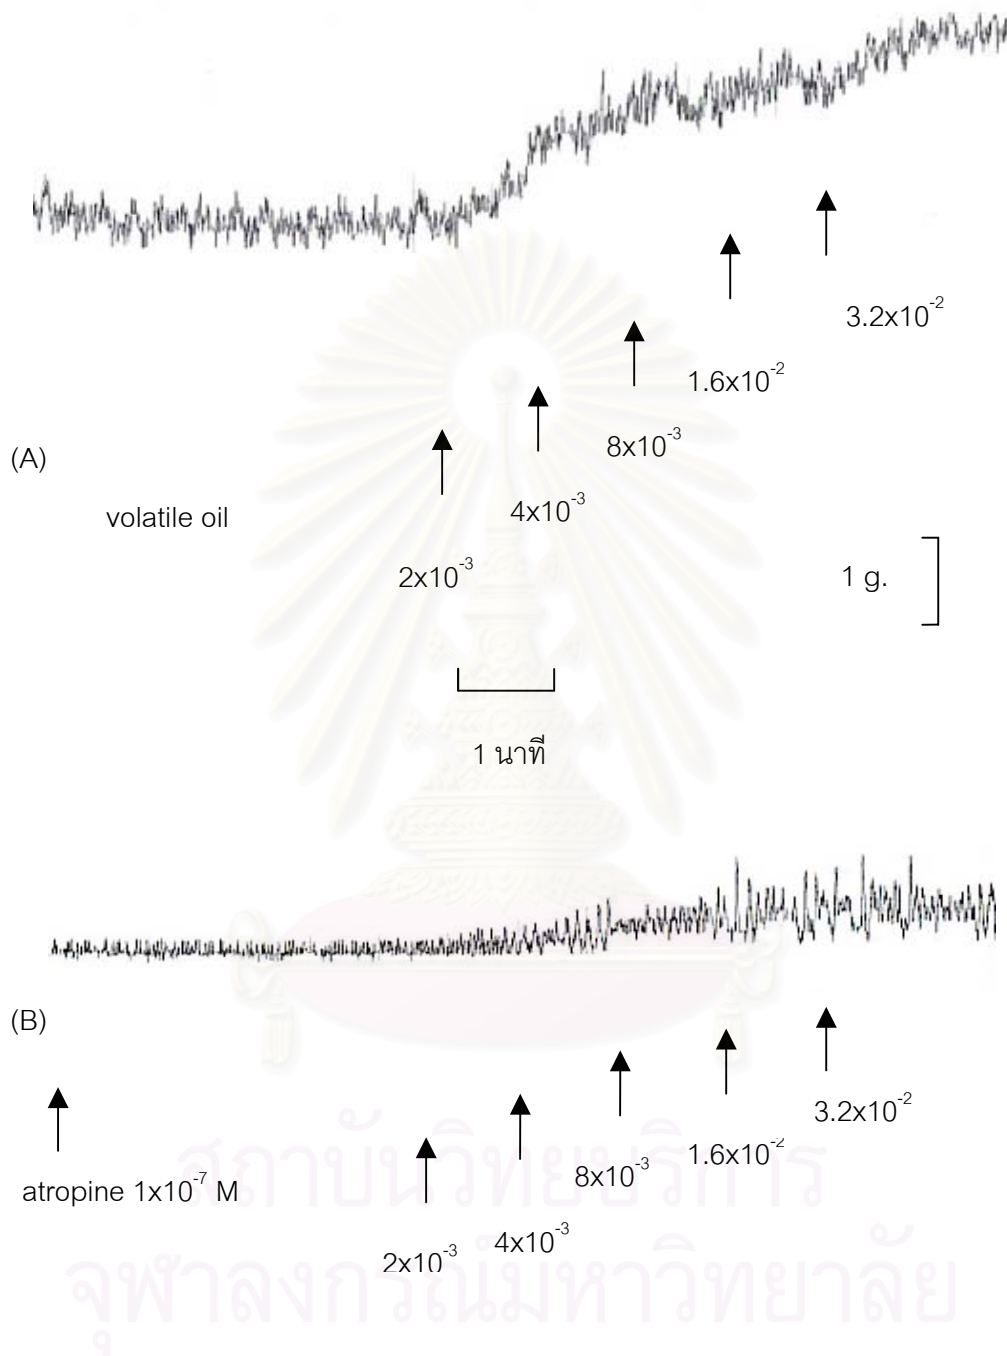 3.2x10⁻²
1.6x10⁻²
8x10⁻³
(A)
4x10⁻³
volatile oil
2x10⁻³
1 g.
1 นาที
(B)
3.2x10⁻²
1.6x10⁻²
8x10⁻³
atropine 1x10⁻⁷ M
4x10⁻³
2x10⁻³
สถาบันวิทยบริการ
จุฬาลงกรณ์มหาวิทยาลัย